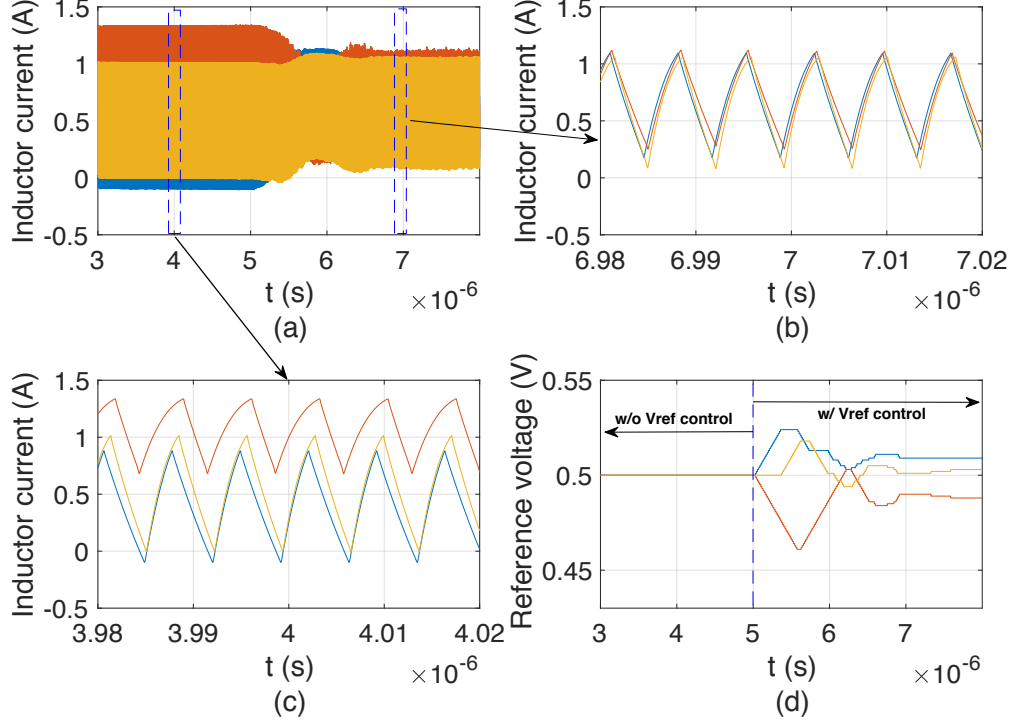 Inductor current (A)
1.5
1
0.5
0
-0.5
3 4 5 6 7
t (s)
×10-6
(a)
Inductor current (A)
1.5
1
0.5
0
-0.5
6.98 6.99 7 7.01 7.02
t (s)
×10-6
(b)
Inductor current (A)
1.5
1
0.5
0
-0.5
3.98 3.99 4 4.01 4.02
t (s)
×10-6
(c)
Reference voltage (V)
0.55
0.5
0.45
w/o Vref control
w/ Vref control
3 4 5 6 7
t (s)
×10-6
(d)